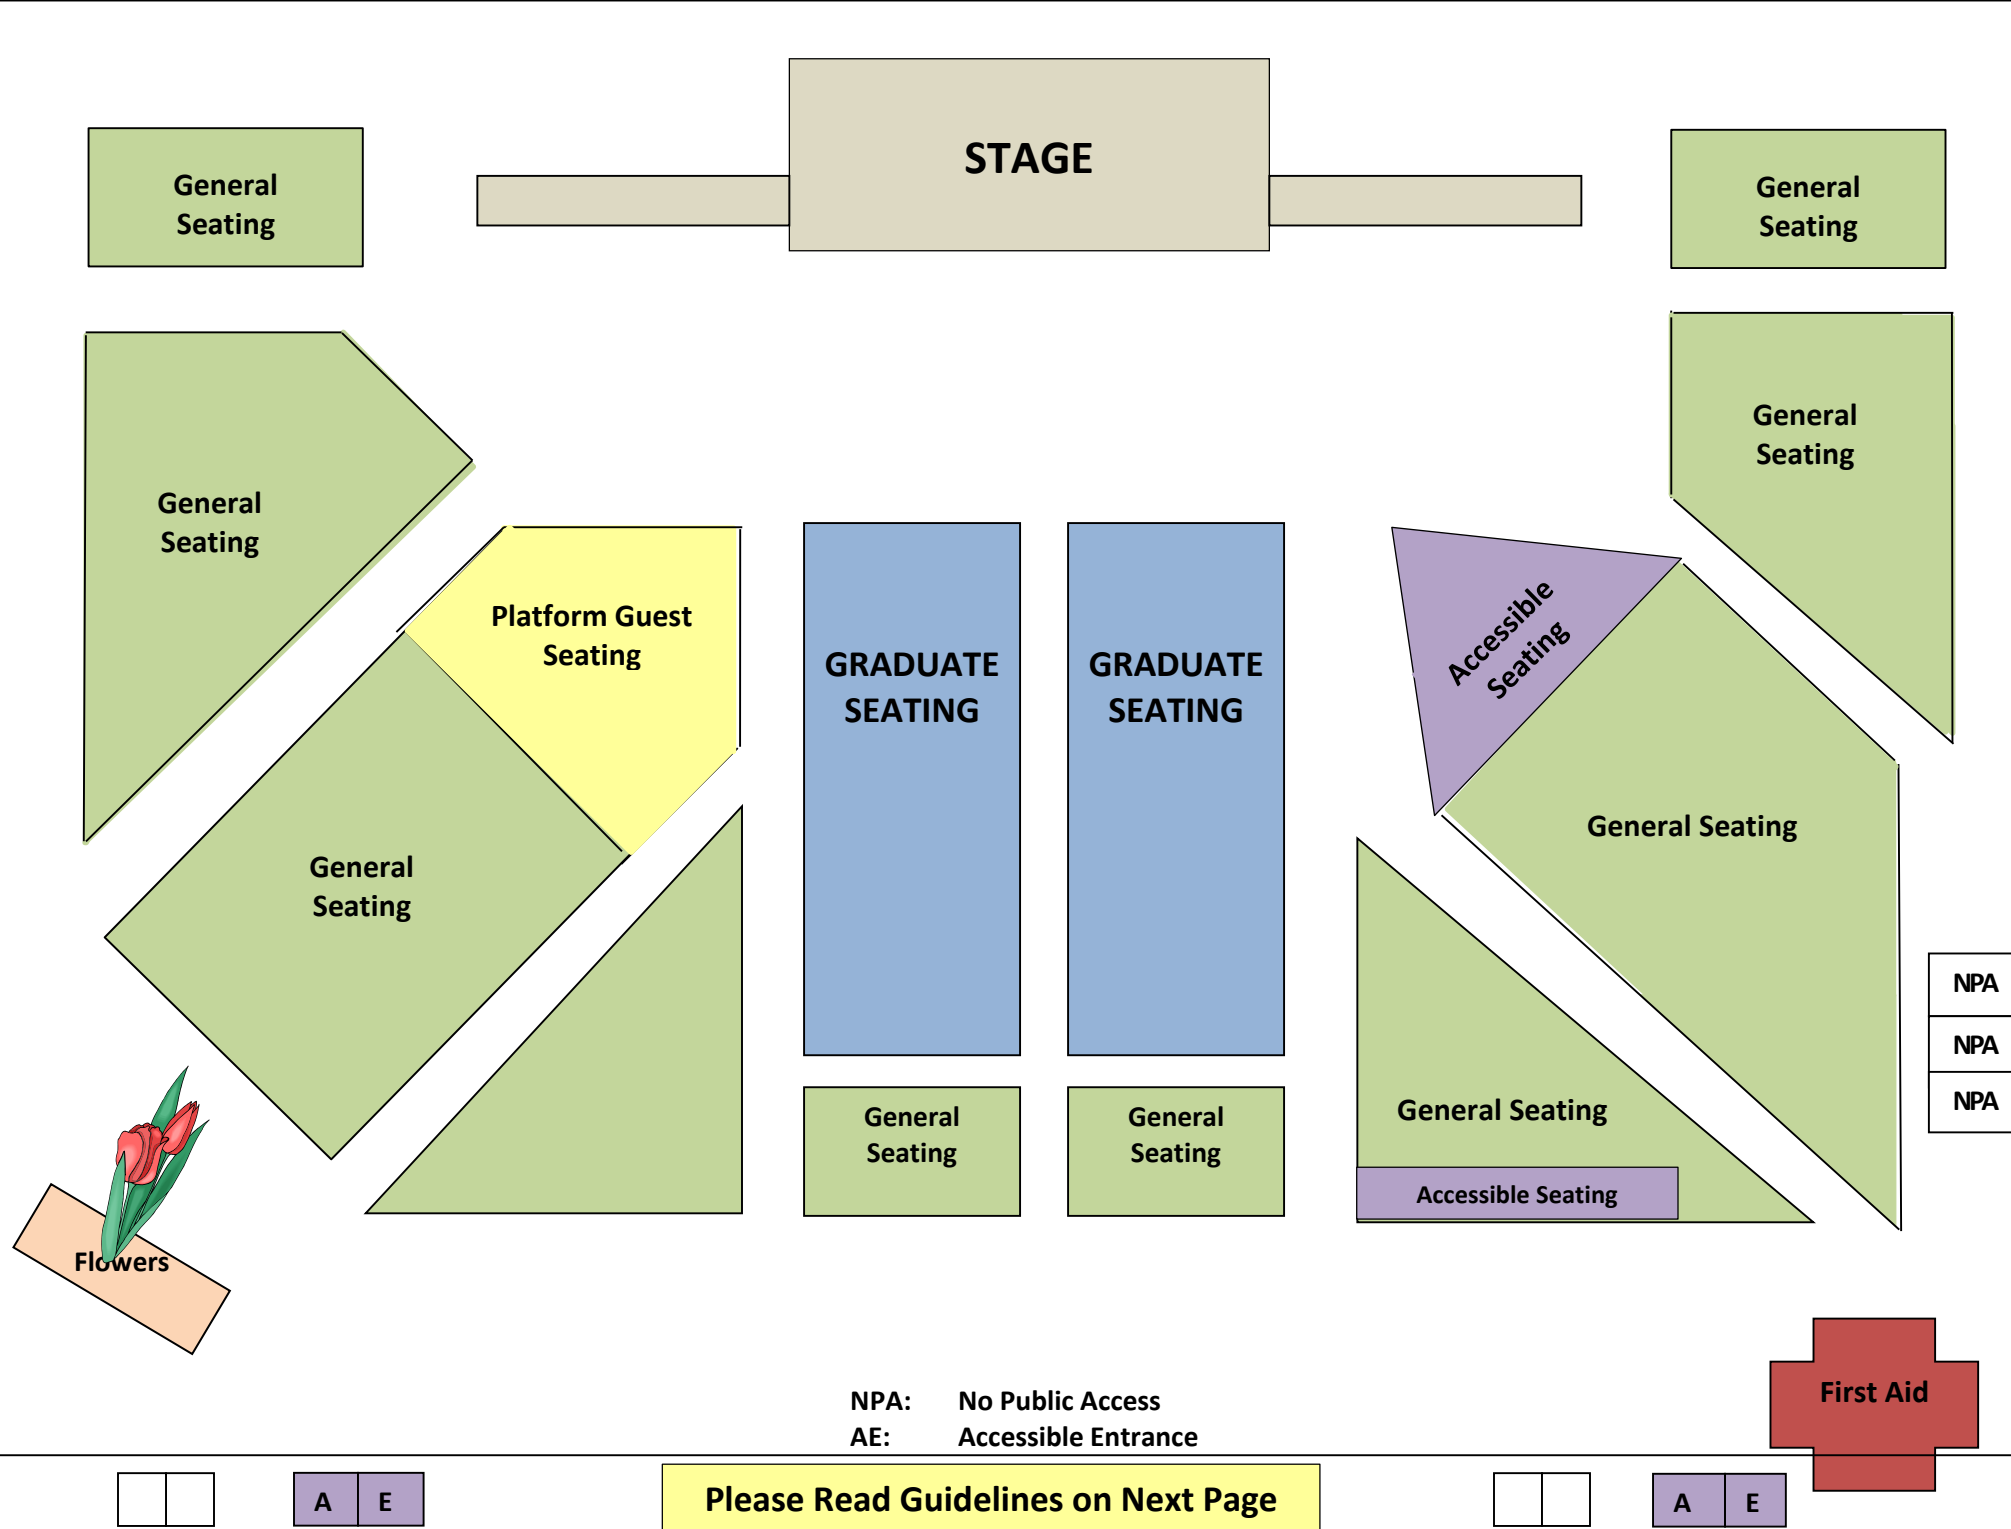 STAGE
General
Seating
General
Seating
General
Seating
General
Seating
Platform Guest
Seating
GRADUATE
SEATING
GRADUATE
SEATING
Accessible
Seating
General Seating
General
Seating
NPA
NPA
NPA
General
Seating
General
Seating
General Seating
Accessible Seating
Flowers
First Aid
NPA: No Public Access
AE: Accessible Entrance
A E
Please Read Guidelines on Next Page
A E